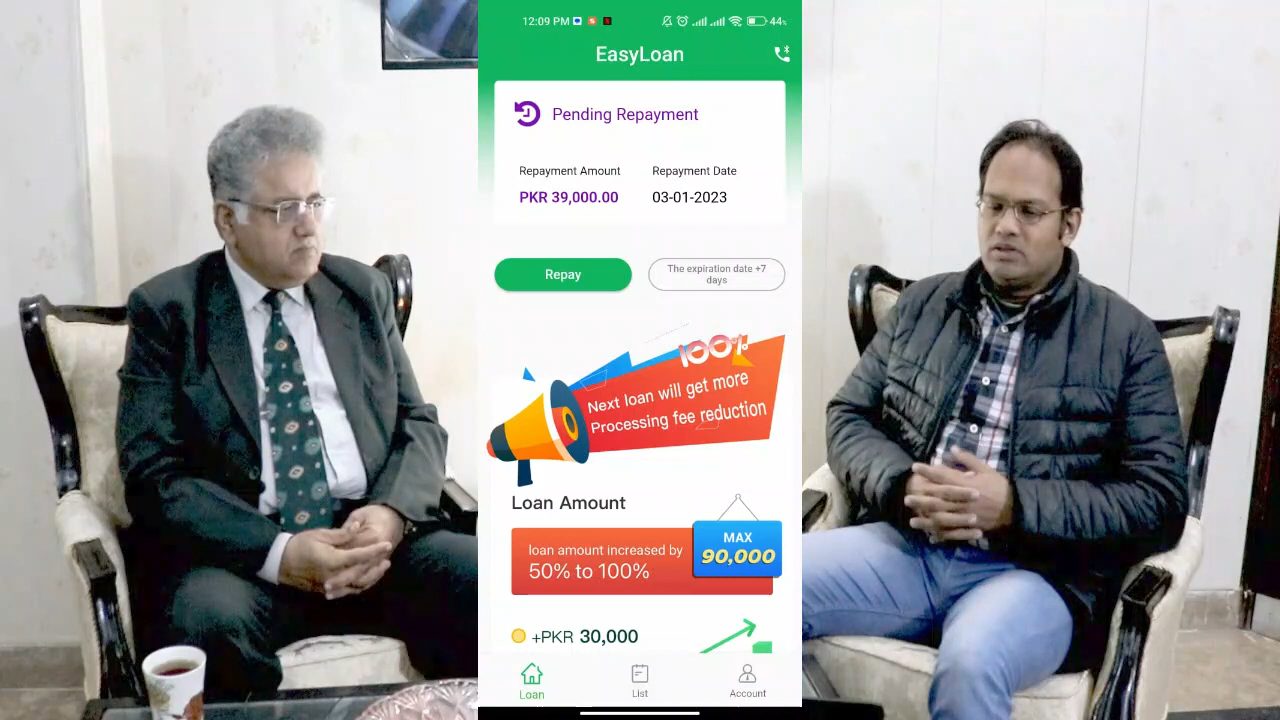 12:09 PM
44%
EasyLoan
Pending Repayment
Repayment Amount
Repayment Date
PKR 39,000.00
03-01-2023
Repay
The expiration date +7
days
100%
Next loan will get more
Processing fee reduction
Loan Amount
MAX
90,000
loan amount increased by
50% to 100%
+PKR 30,000
Loan
List
Account